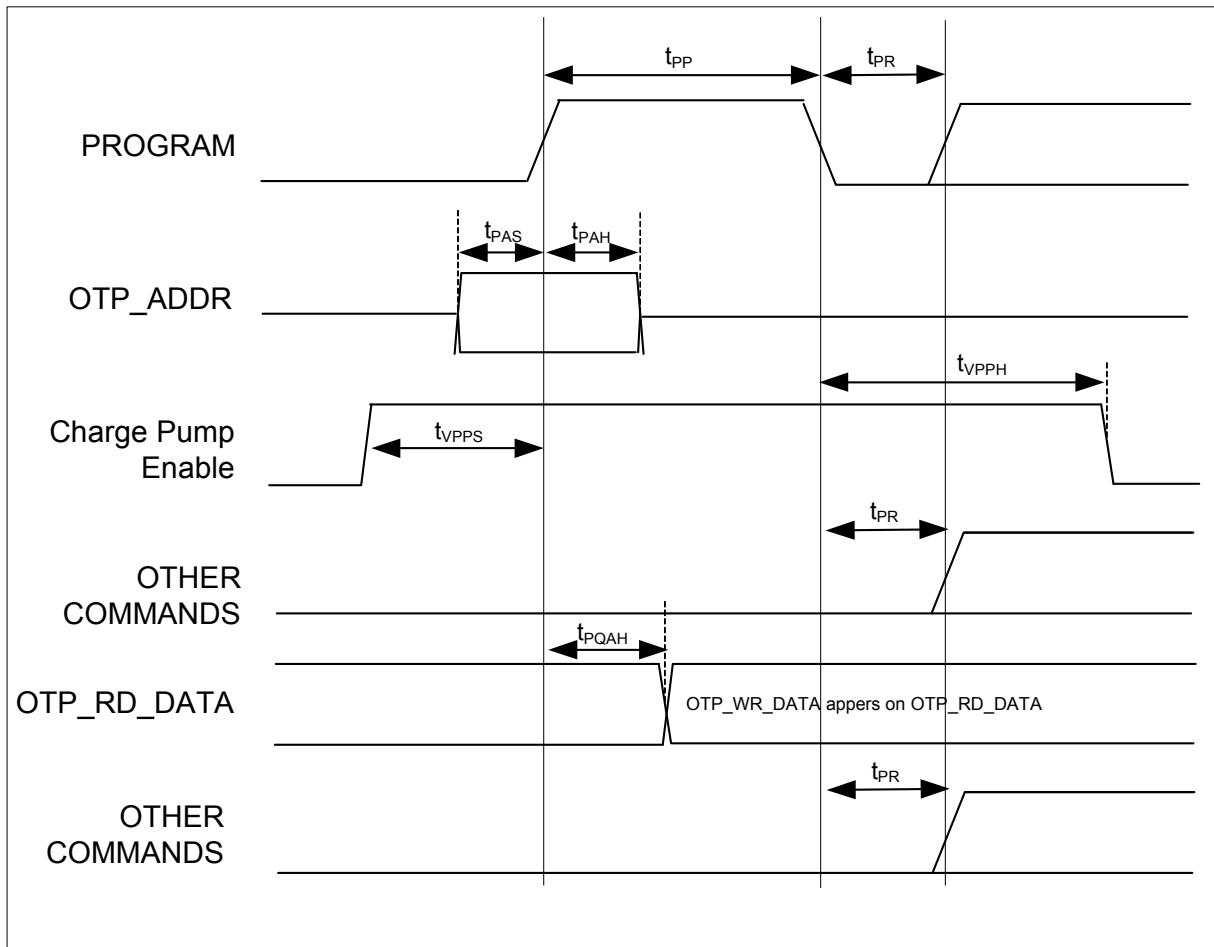 tPP
tPR
PROGRAM
tPAS
tPAH
OTP_ADDR
tVPPH
Charge Pump
Enable
tVPPS
tPR
OTHER
COMMANDS
tPQAH
OTP_RD_DATA
OTP_WR_DATA appers on OTP_RD_DATA
tPR
OTHER
COMMANDS